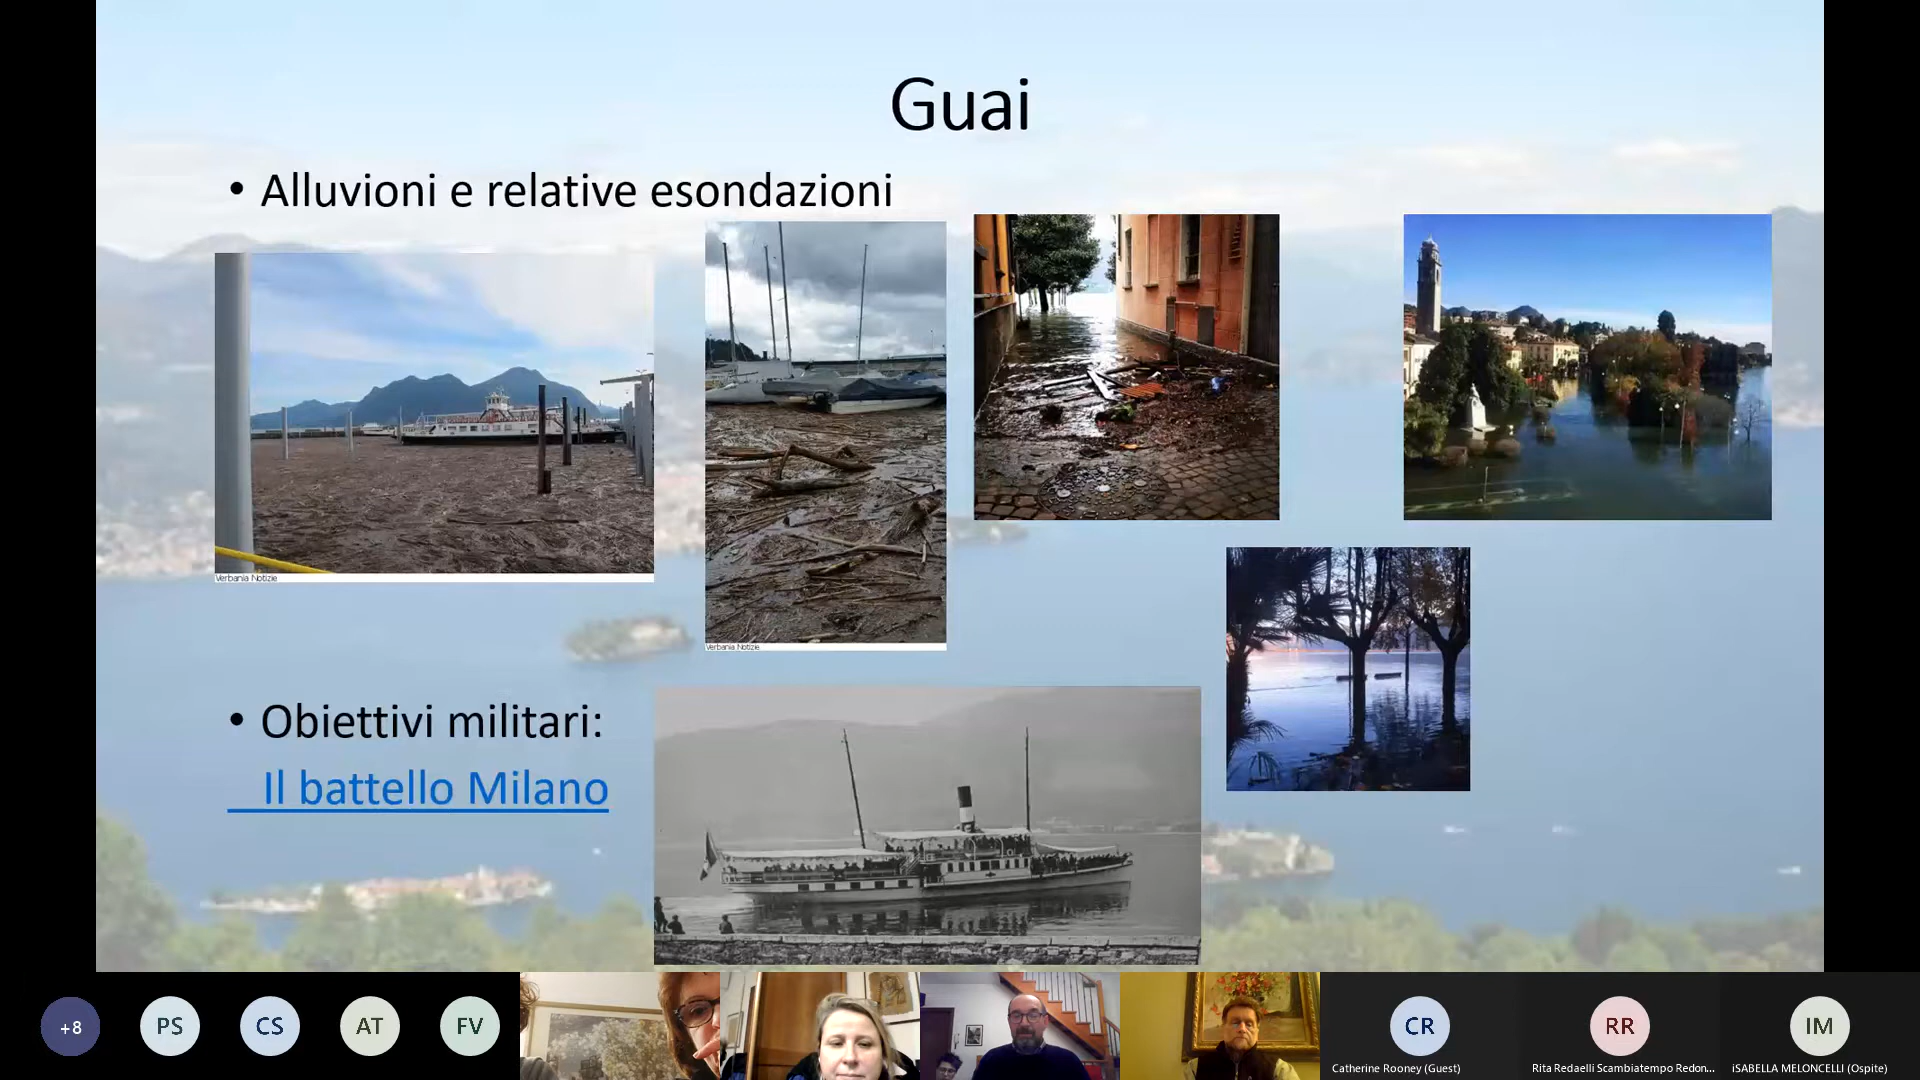 Guai
• Alluvioni e relative esondazioni
Verbania Notizie
Verbania Notizie
• Obiettivi militari:
Il battello Milano
+8
PS
CS
AT
FV
CR
Catherine Rooney (Guest)
RR
Rita Redaelli Scambiatempo Redon...
IM
iSABELLA MELONCELLI (Ospite)